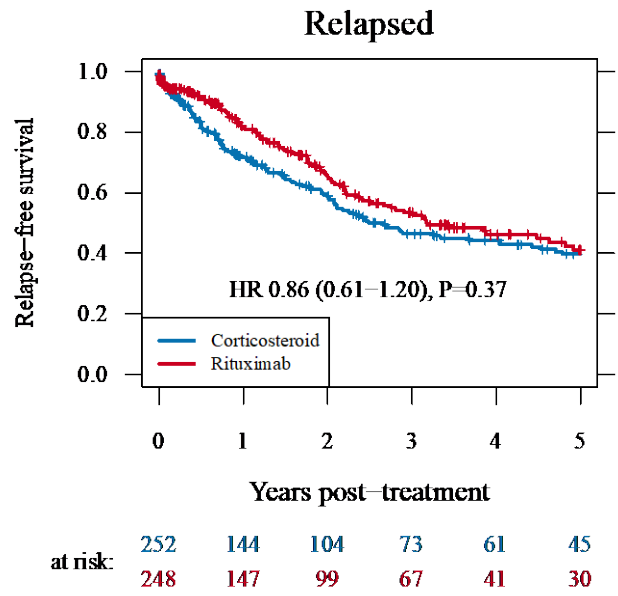 Relapsed
Relapse–free survival
1.0
0.8
0.6
0.4
0.2
0.0
HR 0.86 (0.61–1.20), P=0.37
Corticosteroid
Rituximab
0 1 2 3 4 5
Years post–treatment
at risk:
252 144 104 73 61 45
248 147 99 67 41 30